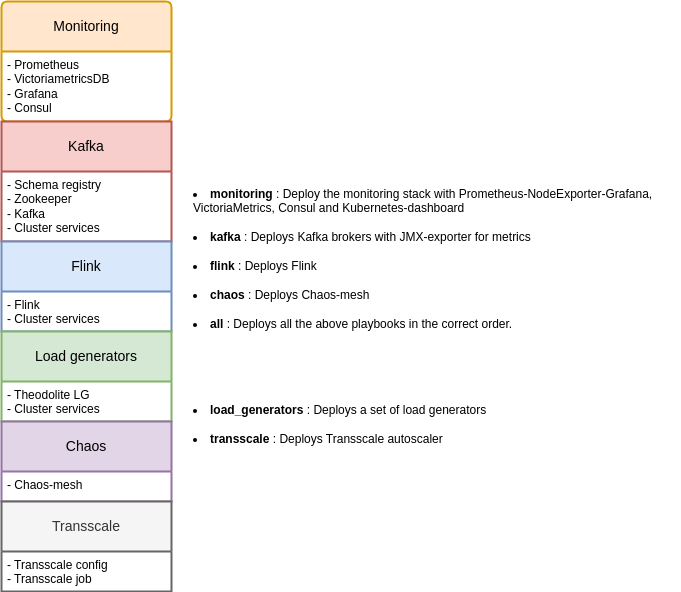 Monitoring
- Prometheus
- VictoriametricsDB
- Grafana
- Consul
Kafka
- Schema registry
- Zookeeper
- Kafka
- Cluster services
Flink
- Flink
- Cluster services
Load generators
- Theodolite LG
- Cluster services
Chaos
- Chaos-mesh
Transscale
- Transscale config
- Transscale job
• monitoring : Deploy the monitoring stack with Prometheus-NodeExporter-Grafana,
VictoriaMetrics, Consul and Kubernetes-dashboard
• kafka : Deploys Kafka brokers with JMX-exporter for metrics
• flink : Deploys Flink
• chaos : Deploys Chaos-mesh
• all : Deploys all the above playbooks in the correct order.
• load_generators : Deploys a set of load generators
• transscale : Deploys Transscale autoscaler